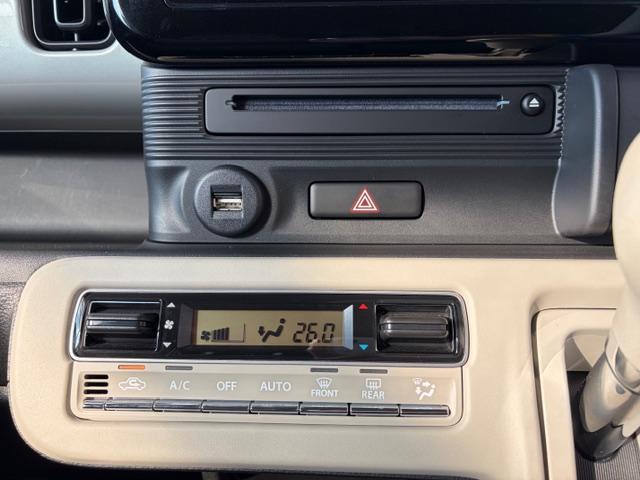 26.0
A/C OFF AUTO FRONT REAR